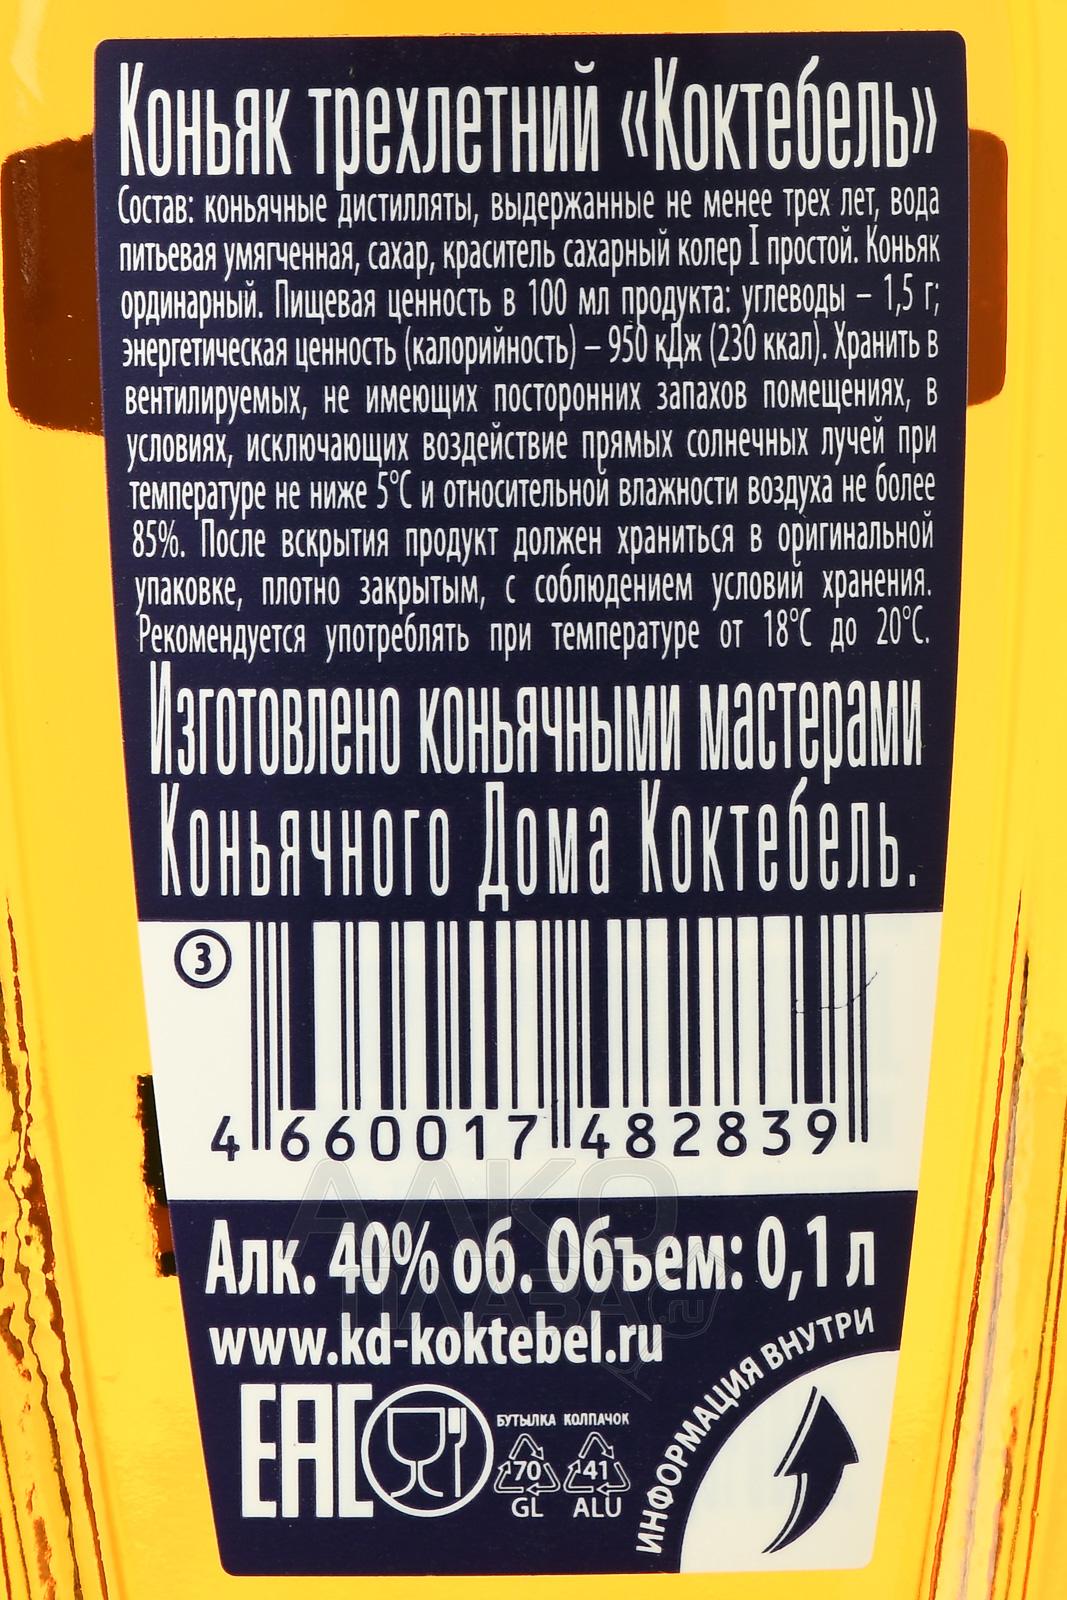 Коньяк трехлетний «Коктебель»
Состав: коньячные дистилляты, выдержанные не менее трех лет, вода
питьевая умягченная, сахар, краситель сахарный колер I простой. Коньяк
ординарный. Пищевая ценность в 100 мл продукта: углеводы – 1,5 г;
энергетическая ценность (калорийность) – 950 кДж (230 ккал). Хранить в
вентилируемых, не имеющих посторонних запахов помещениях, в
условиях, исключающих воздействие прямых солнечных лучей при
температуре не ниже 5°С и относительной влажности воздуха не более
85%. После вскрытия продукт должен храниться в оригинальной
упаковке, плотно закрытым, с соблюдением условий хранения.
Рекомендуется употреблять при температуре от 18°С до 20°С.
Изготовлено коньячными мастерами
Коньячного Дома Коктебель.
3
4 660017 482839
АЛКО
ПЛАЗА.ru
Алк. 40% об. Объем: 0,1 л
www.kd-koktebel.ru
ИНФОРМАЦИЯ ВНУТРИ
EAC
БУТЫЛКА КОЛПАЧОК
70 41
GL ALU